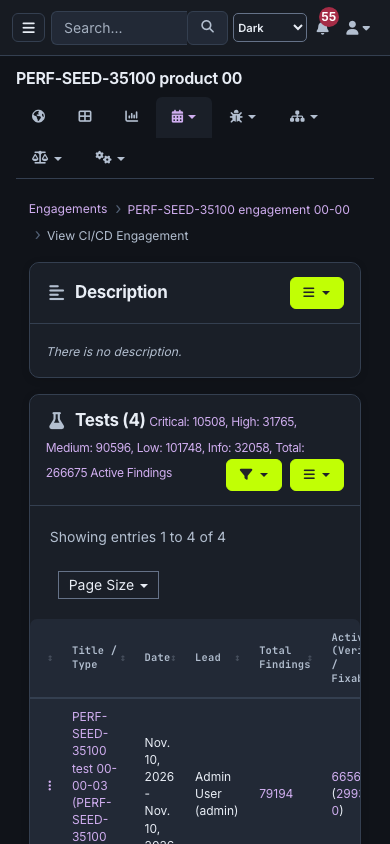 Search...
Dark
55
PERF-SEED-35100 product 00
Engagements
PERF-SEED-35100 engagement 00-00
View CI/CD Engagement
Description
There is no description.
Tests (4) Critical: 10508, High: 31765,
Medium: 90596, Low: 101748, Info: 32058, Total:
266675 Active Findings
Showing entries 1 to 4 of 4
Page Size
Title / Type
Date
Lead
Total Findings
PERF-
SEED-
35100
test 00-
00-03
(PERF-
SEED-
35100
Nov.
10,
2026
-
Nov.
10,
2026
Admin
User
(admin)
79194
0)